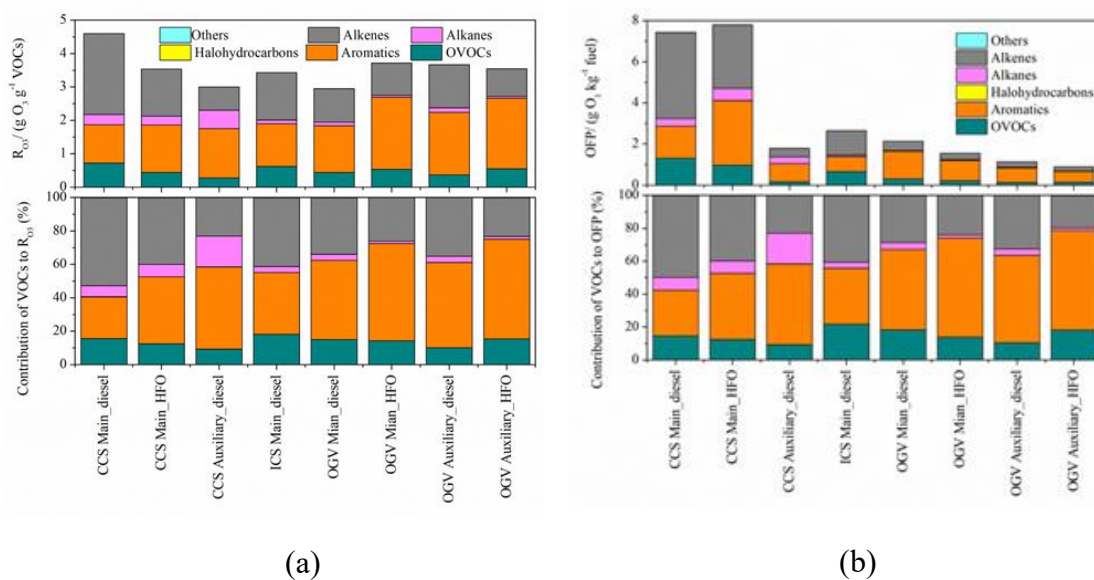 5
4
3
2
1
0
R_O3/ (g O_3 g^-1 VOCs)
Others Alkenes Alkanes
Halohydrocarbons Aromatics OVOCs
100
80
60
40
20
0
Contribution of VOCs to R_O3 (%)
CCS Main_diesel
CCS Main_HFO
CCS Auxiliary_diesel
ICS Main_diesel
OGV Mian_diesel
OGV Mian_HFO
OGV Auxiliary_diesel
OGV Auxiliary_HFO
(a)
8
6
4
2
0
OFP/ (g O_3 kg^-1 fuel)
Others
Alkenes
Alkanes
Halohydrocarbons
Aromatics
OVOCs
100
80
60
40
20
0
Contribution of VOCs to OFP (%)
CCS Main_diesel
CCS Main_HFO
CCS Auxiliary_diesel
ICS Main_diesel
OGV Mian_diesel
OGV Mian_HFO
OGV Auxiliary_diesel
OGV Auxiliary_HFO
(b)